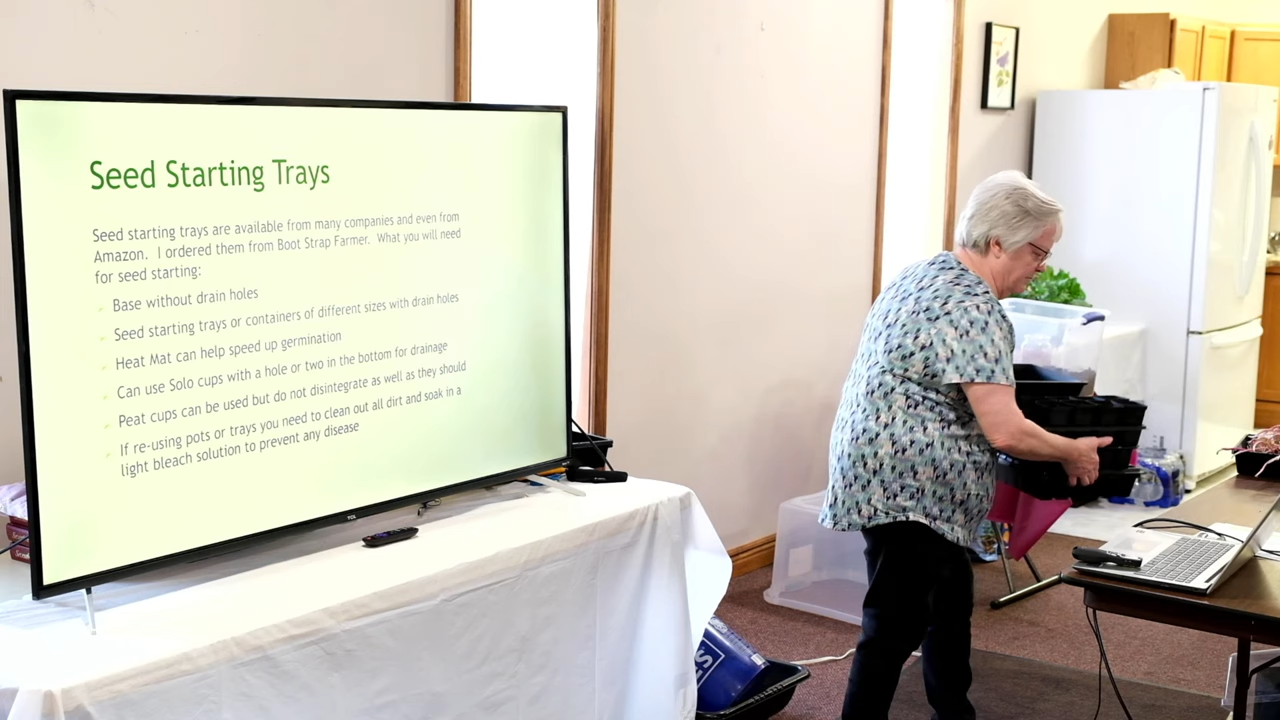 Seed Starting Trays
Seed starting trays are available from many companies and even from
Amazon. I ordered them from Boot Strap Farmer. What you will need
for seed starting:
Base without drain holes
Seed starting trays or containers of different sizes with drain holes
Heat Mat can help speed up germination
Can use Solo cups with a hole or two in the bottom for drainage
Peat cups can be used but do not disintegrate as well as they should
If re-using pots or trays you need to clean out all dirt and soak in a
light bleach solution to prevent any disease
TCL